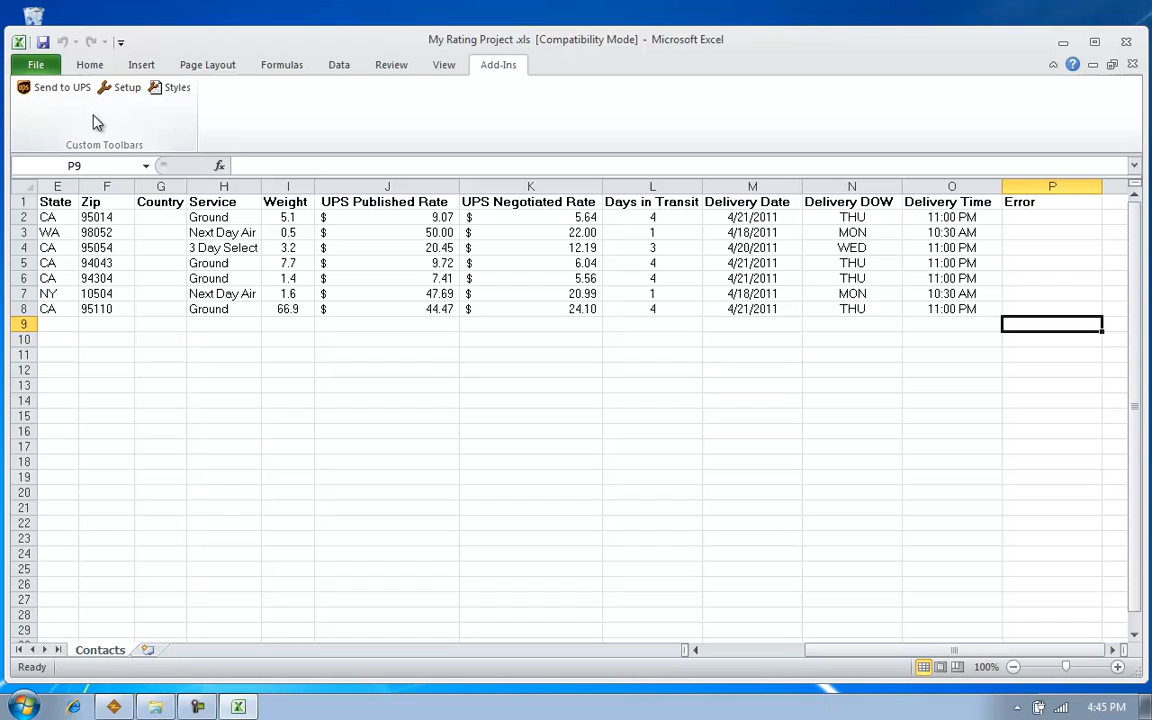 My Rating Project .xls [Compatibility Mode] - Microsoft Excel
File Home Insert Page Layout Formulas Data Review View Add-Ins
Send to UPS Setup Styles
Custom Toolbars
P9 fx
E F G H I J K L M N O P
1 State Zip Country Service Weight UPS Published Rate UPS Negotiated Rate Days in Transit Delivery Date Delivery DOW Delivery Time Error
2 CA 95014 Ground 5.1 $ 9.07 $ 5.64 4 4/21/2011 THU 11:00 PM
3 WA 98052 Next Day Air 0.5 $ 50.00 $ 22.00 1 4/18/2011 MON 10:30 AM
4 CA 95054 3 Day Select 3.2 $ 20.45 $ 12.19 3 4/20/2011 WED 11:00 PM
5 CA 94043 Ground 7.7 $ 9.72 $ 6.04 4 4/21/2011 THU 11:00 PM
6 CA 94304 Ground 1.4 $ 7.41 $ 5.56 4 4/21/2011 THU 11:00 PM
7 NY 10504 Next Day Air 1.6 $ 47.69 $ 20.99 1 4/18/2011 MON 10:30 AM
8 CA 95110 Ground 66.9 $ 44.47 $ 24.10 4 4/21/2011 THU 11:00 PM
9
10
11
12
13
14
15
16
17
18
19
20
21
22
23
24
25
26
27
28
29
Contacts
Ready 100%
4:45 PM